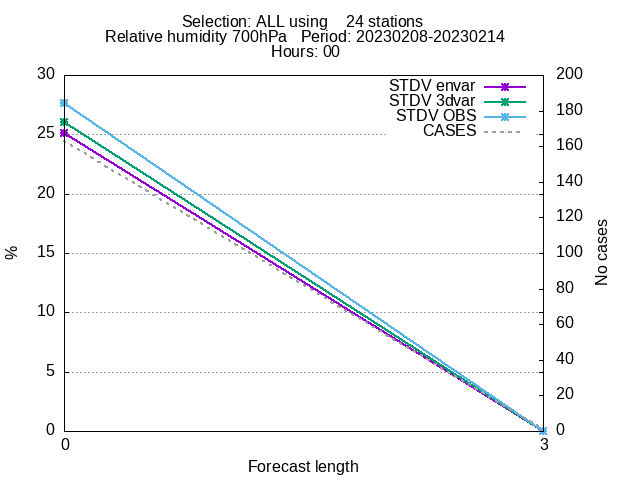 Selection: ALL using    24 stations
Relative humidity 700hPa   Period: 20230208-20230214
Hours: 00
30
25
20
15
10
5
0
%
STDV envar
STDV 3dvar
STDV OBS
CASES
200
180
160
140
120
100
80
60
40
20
0
No cases
0
3
Forecast length